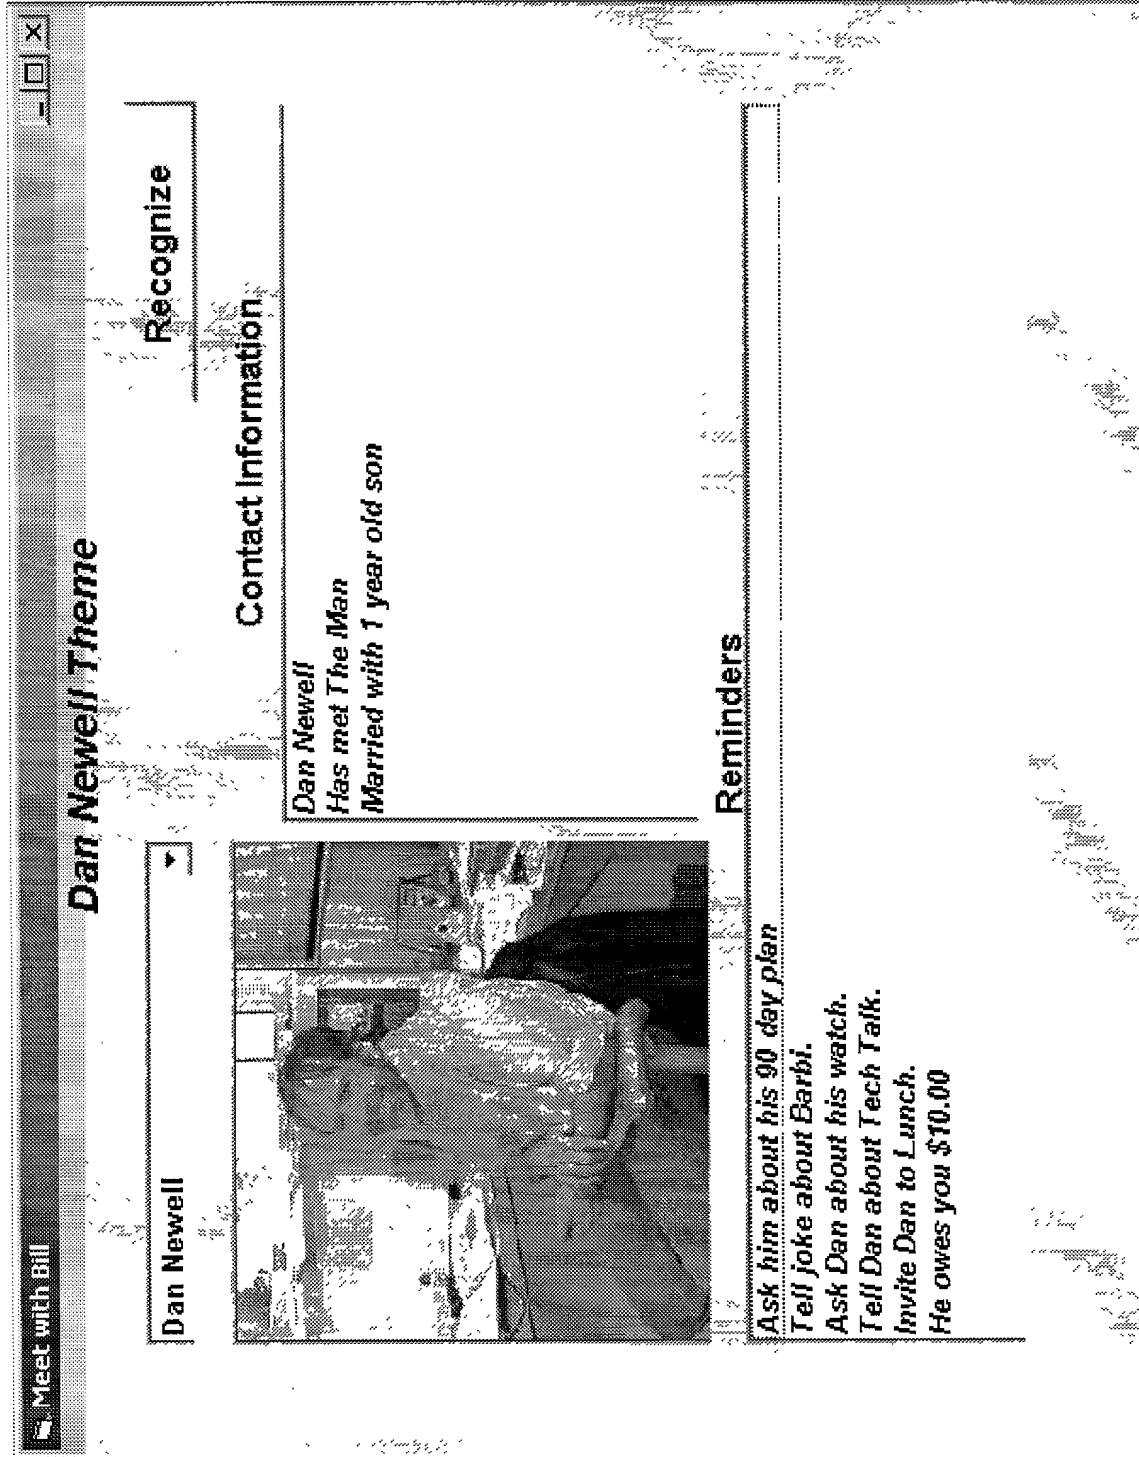 Meet with Bill
Dan Newell Theme
Dan Newell
Recognize
Contact Information
Dan Newell
Has met The Man
Married with 1 year old son
Reminders
Ask him about his 90 day plan
Tell joke about Barbi.
Ask Dan about his watch.
Tell Dan about Tech Talk.
Invite Dan to Lunch.
He owes you $10.00